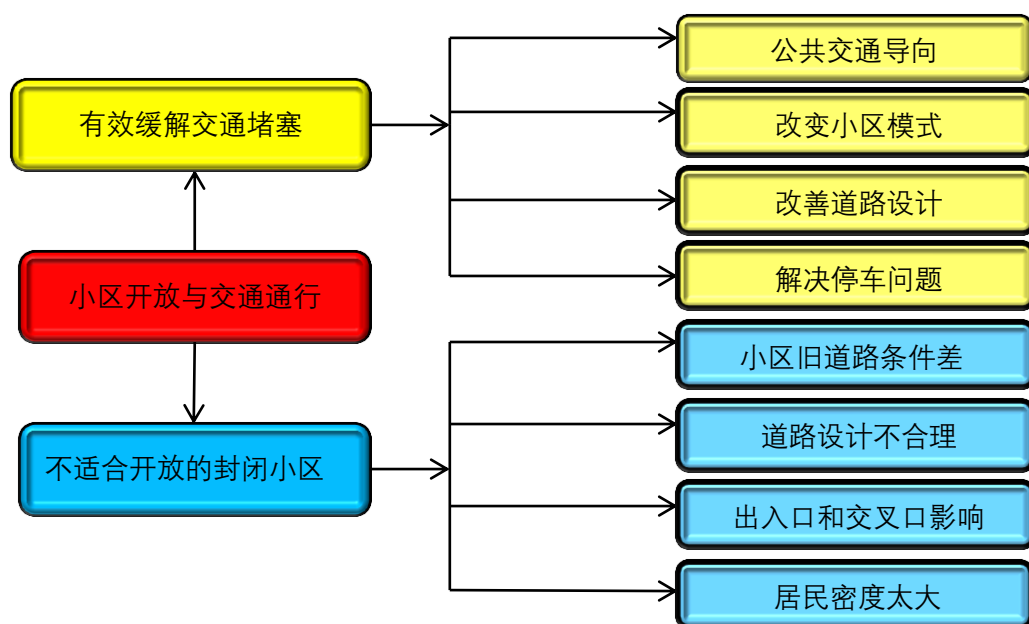 公共交通导向
有效缓解交通堵塞
改变小区模式
改善道路设计
小区开放与交通通行
解决停车问题
小区旧道路条件差
道路设计不合理
不适合开放的封闭小区
出入口和交叉口影响
居民密度太大